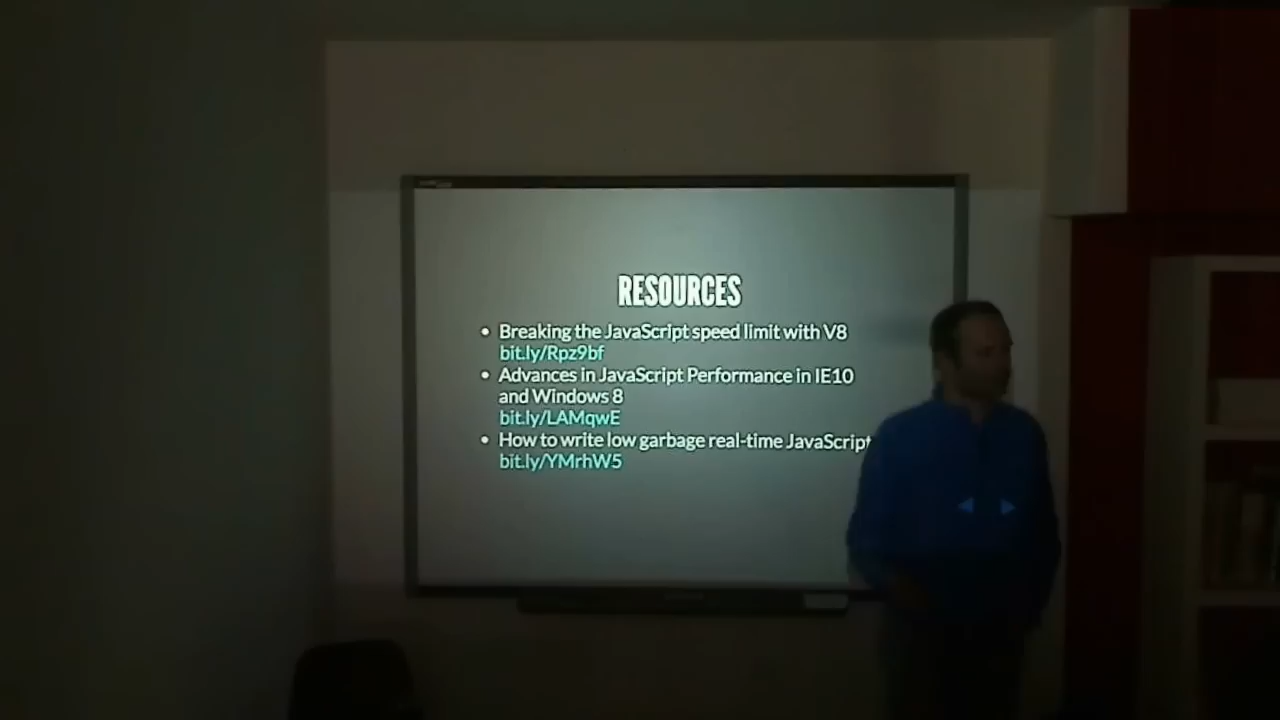 RESOURCES
Breaking the JavaScript speed limit with V8
bit.ly/Rpz9bf
Advances in JavaScript Performance in IE10
and Windows 8
bit.ly/LAMqwE
How to write low garbage real-time JavaScript
bit.ly/YMrhW5